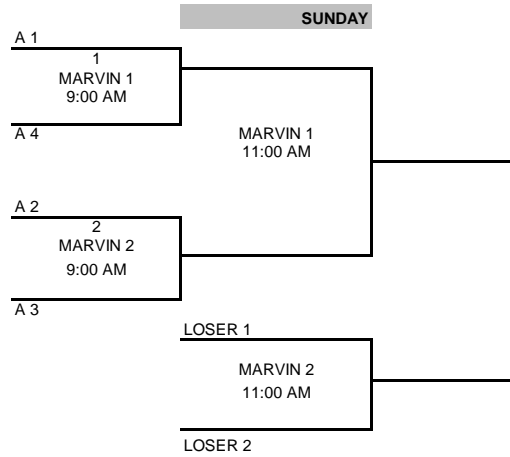 SUNDAY
A 1
1
MARVIN 1
9:00 AM
A 4
MARVIN 1
11:00 AM
A 2
2
MARVIN 2
9:00 AM
A 3
LOSER 1
MARVIN 2
11:00 AM
LOSER 2